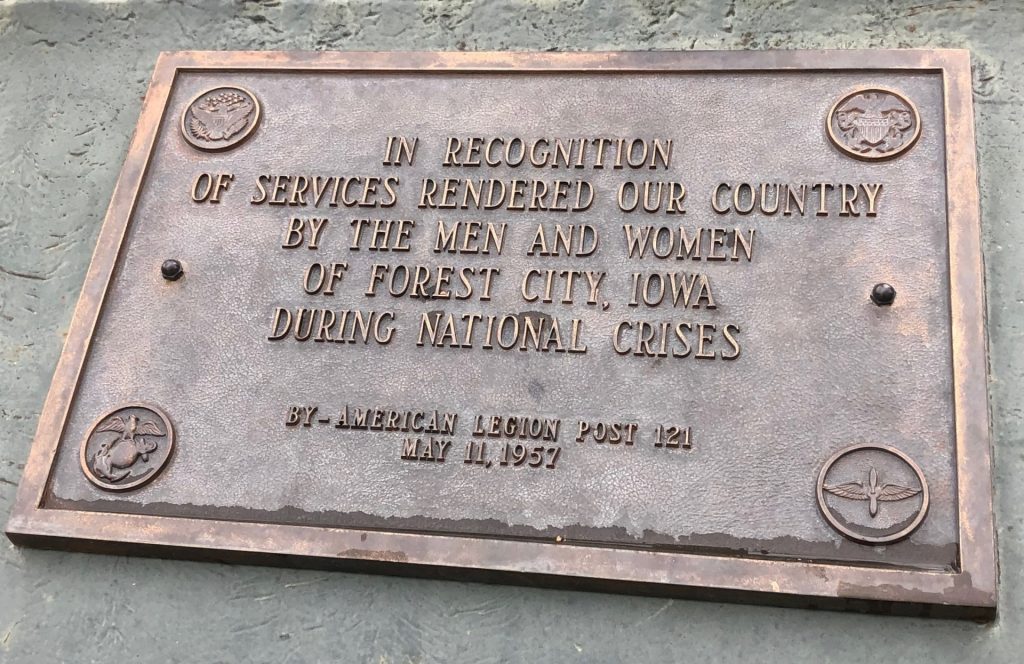 IN RECOGNITION
OF SERVICES RENDERED OUR COUNTRY
BY THE MEN AND WOMEN
OF FOREST CITY, IOWA
DURING NATIONAL CRISES
BY - AMERICAN LEGION POST 121
MAY 11, 1957